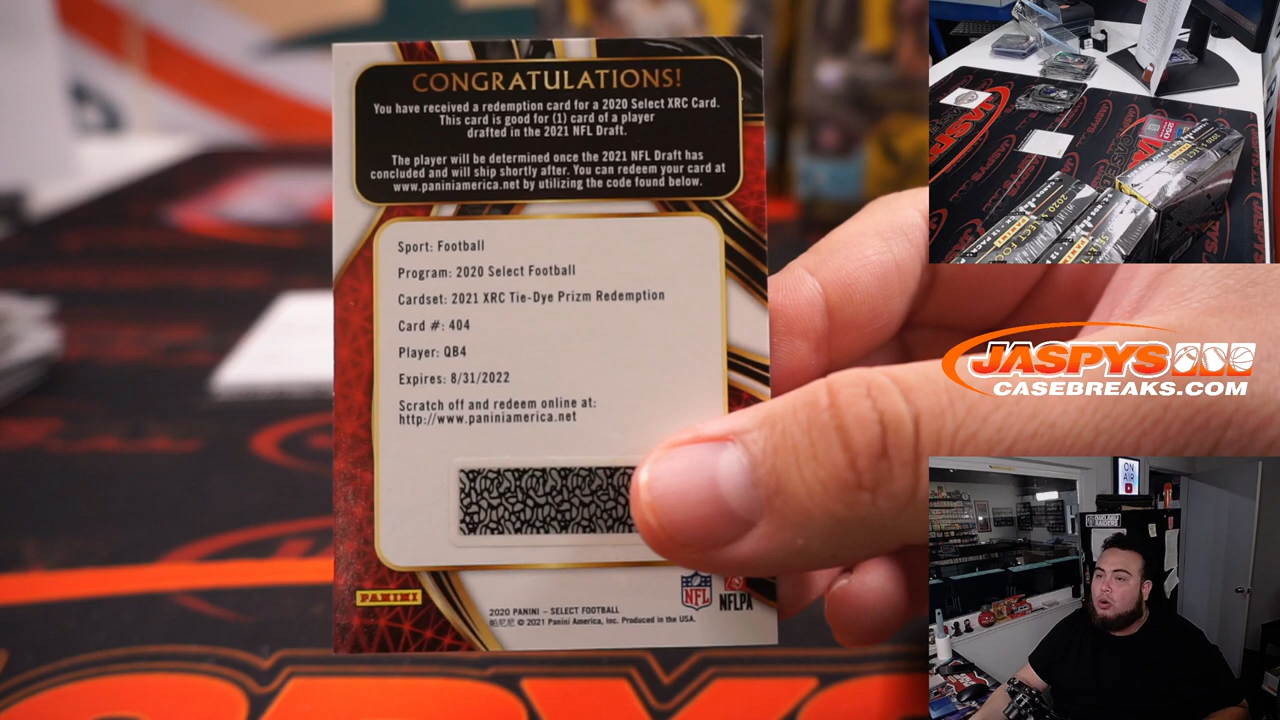 CONGRATULATIONS!
You have received a redemption card for a 2020 Select XRC Card.
This card is good for (1) card of a player
drafted in the 2021 NFL Draft.
The player will be determined once the 2021 NFL Draft has
concluded and will ship shortly after. You can redeem your card at
www.paniniamerica.net by utilizing the code found below.
Sport: Football
Program: 2020 Select Football
Cardset: 2021 XRC Tie-Dye Prizm Redemption
Card #: 404
Player: QB4
Expires: 8/31/2022
Scratch off and redeem online at:
http://www.paniniamerica.net
PANINI
2020 PANINI – SELECT FOOTBALL
帕尼尼 © 2021 Panini America, Inc. Produced in the USA.
NFL
NFLPA
JASPYS
CASEBREAKS.COM
ON
AIR
RAIDERS